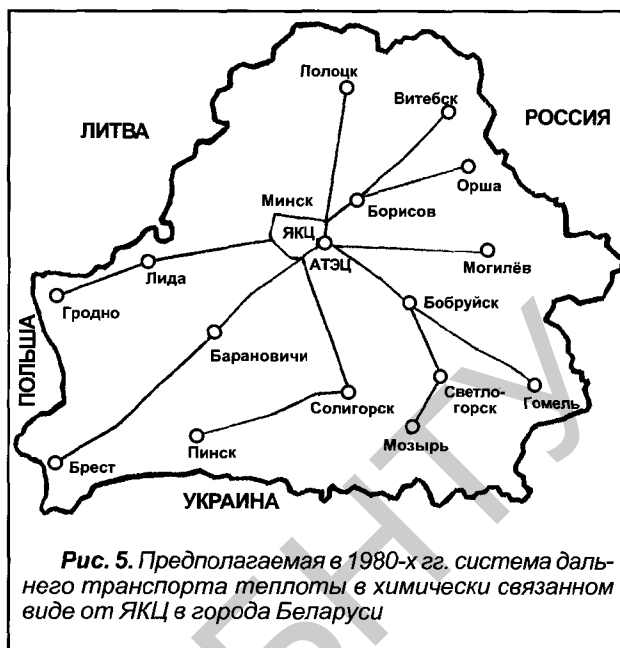 Полоцк
Витебск
ЛИТВА
РОССИЯ
Орша
Минск
Борисов
ЯКЦ
АТЭЦ
Могилёв
Лида
Гродно
Бобруйск
ПОЛЬША
Барановичи
Солигорск
Светло-
горск
Гомель
Мозырь
Пинск
Брест
УКРАИНА
Рис. 5. Предполагаемая в 1980-х гг. система даль-
него транспорта теплоты в химически связанном
виде от ЯКЦ в города Беларуси
БНТУ